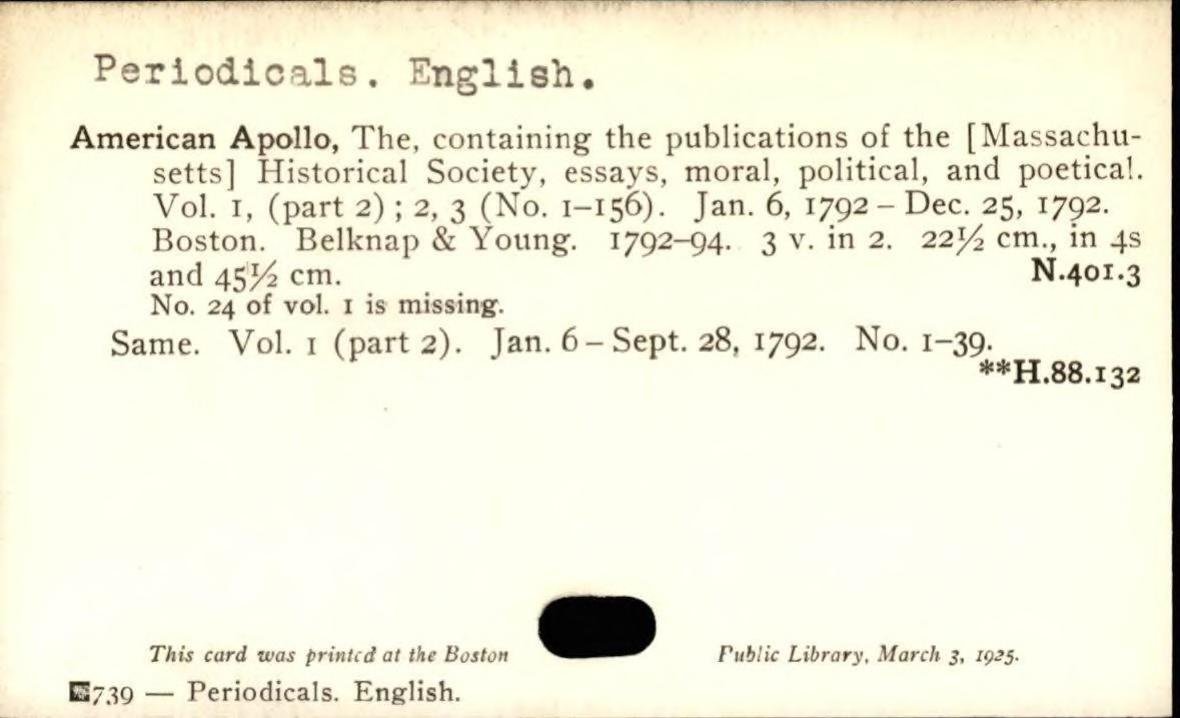 Periodicals. English.
American Apollo, The, containing the publications of the [Massachu-
setts] Historical Society, essays, moral, political, and poetical.
Vol. 1, (part 2) ; 2, 3 (No. 1–156). Jan. 6, 1792 – Dec. 25, 1792.
Boston. Belknap & Young. 1792–94. 3 v. in 2. 22½ cm., in 4s
and 45½ cm. N.401.3
No. 24 of vol. 1 is missing.
Same. Vol. 1 (part 2). Jan. 6 – Sept. 28, 1792. No. 1–39.
**H.88.132
This card was printed at the Boston Public Library, March 3, 1925.
739 — Periodicals. English.